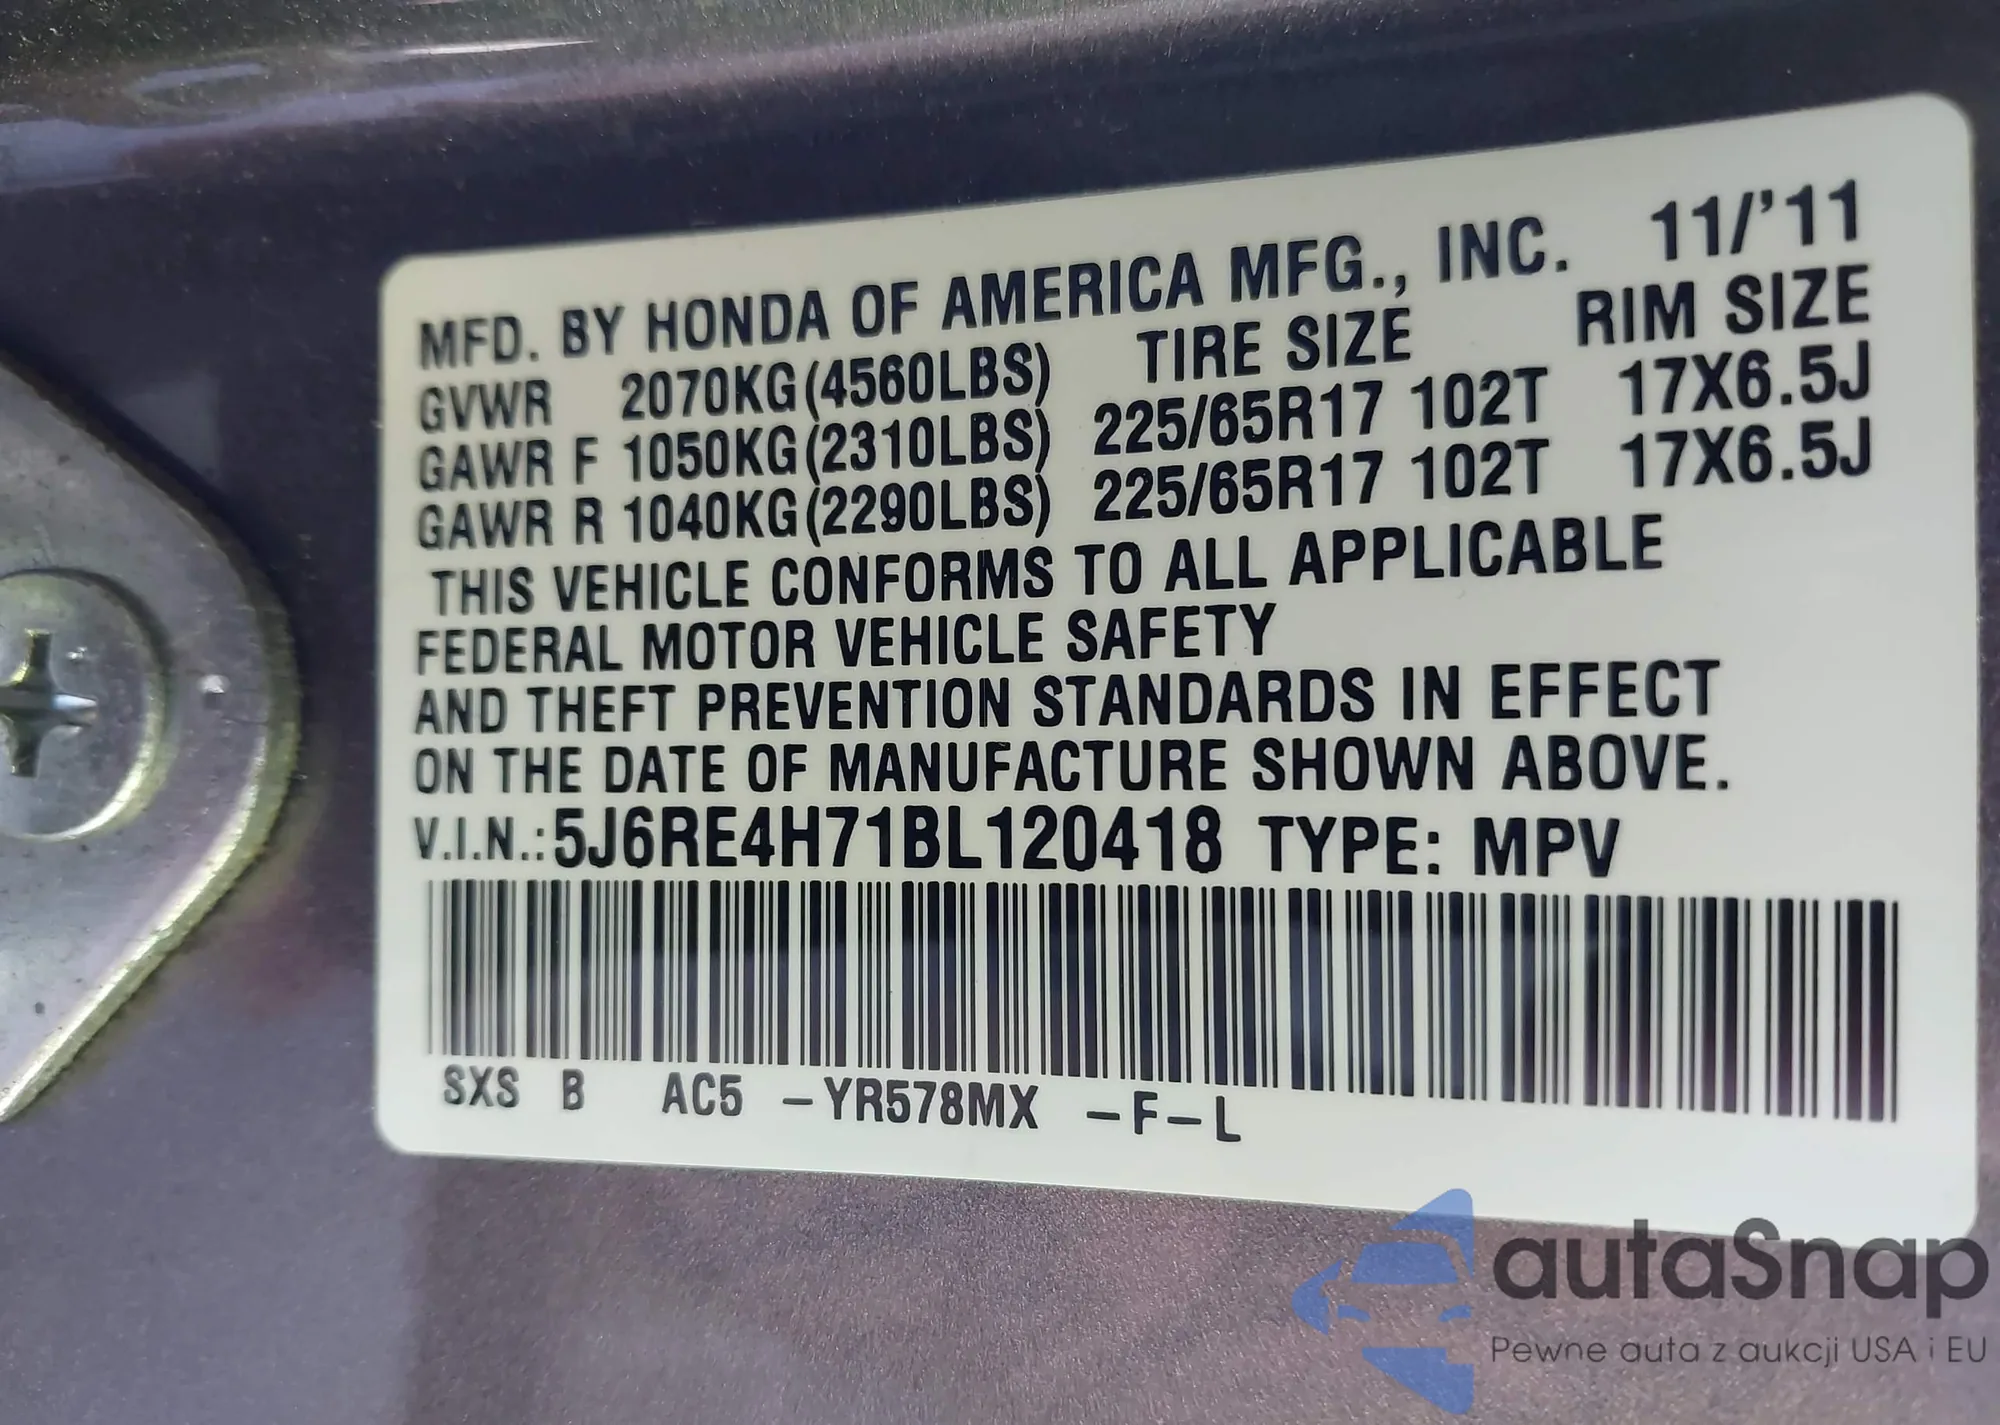 MFD. BY HONDA OF AMERICA MFG., INC. 11/'11
GVWR 2070KG(4560LBS) TIRE SIZE RIM SIZE
GAWR F 1050KG(2310LBS) 225/65R17 102T 17X6.5J
GAWR R 1040KG(2290LBS) 225/65R17 102T 17X6.5J
THIS VEHICLE CONFORMS TO ALL APPLICABLE
FEDERAL MOTOR VEHICLE SAFETY
AND THEFT PREVENTION STANDARDS IN EFFECT
ON THE DATE OF MANUFACTURE SHOWN ABOVE.
V.I.N.:5J6RE4H71BL120418 TYPE: MPV
SXS B AC5 -YR578MX -F-L
autaSnap
Pewne auta z aukcji USA i EU